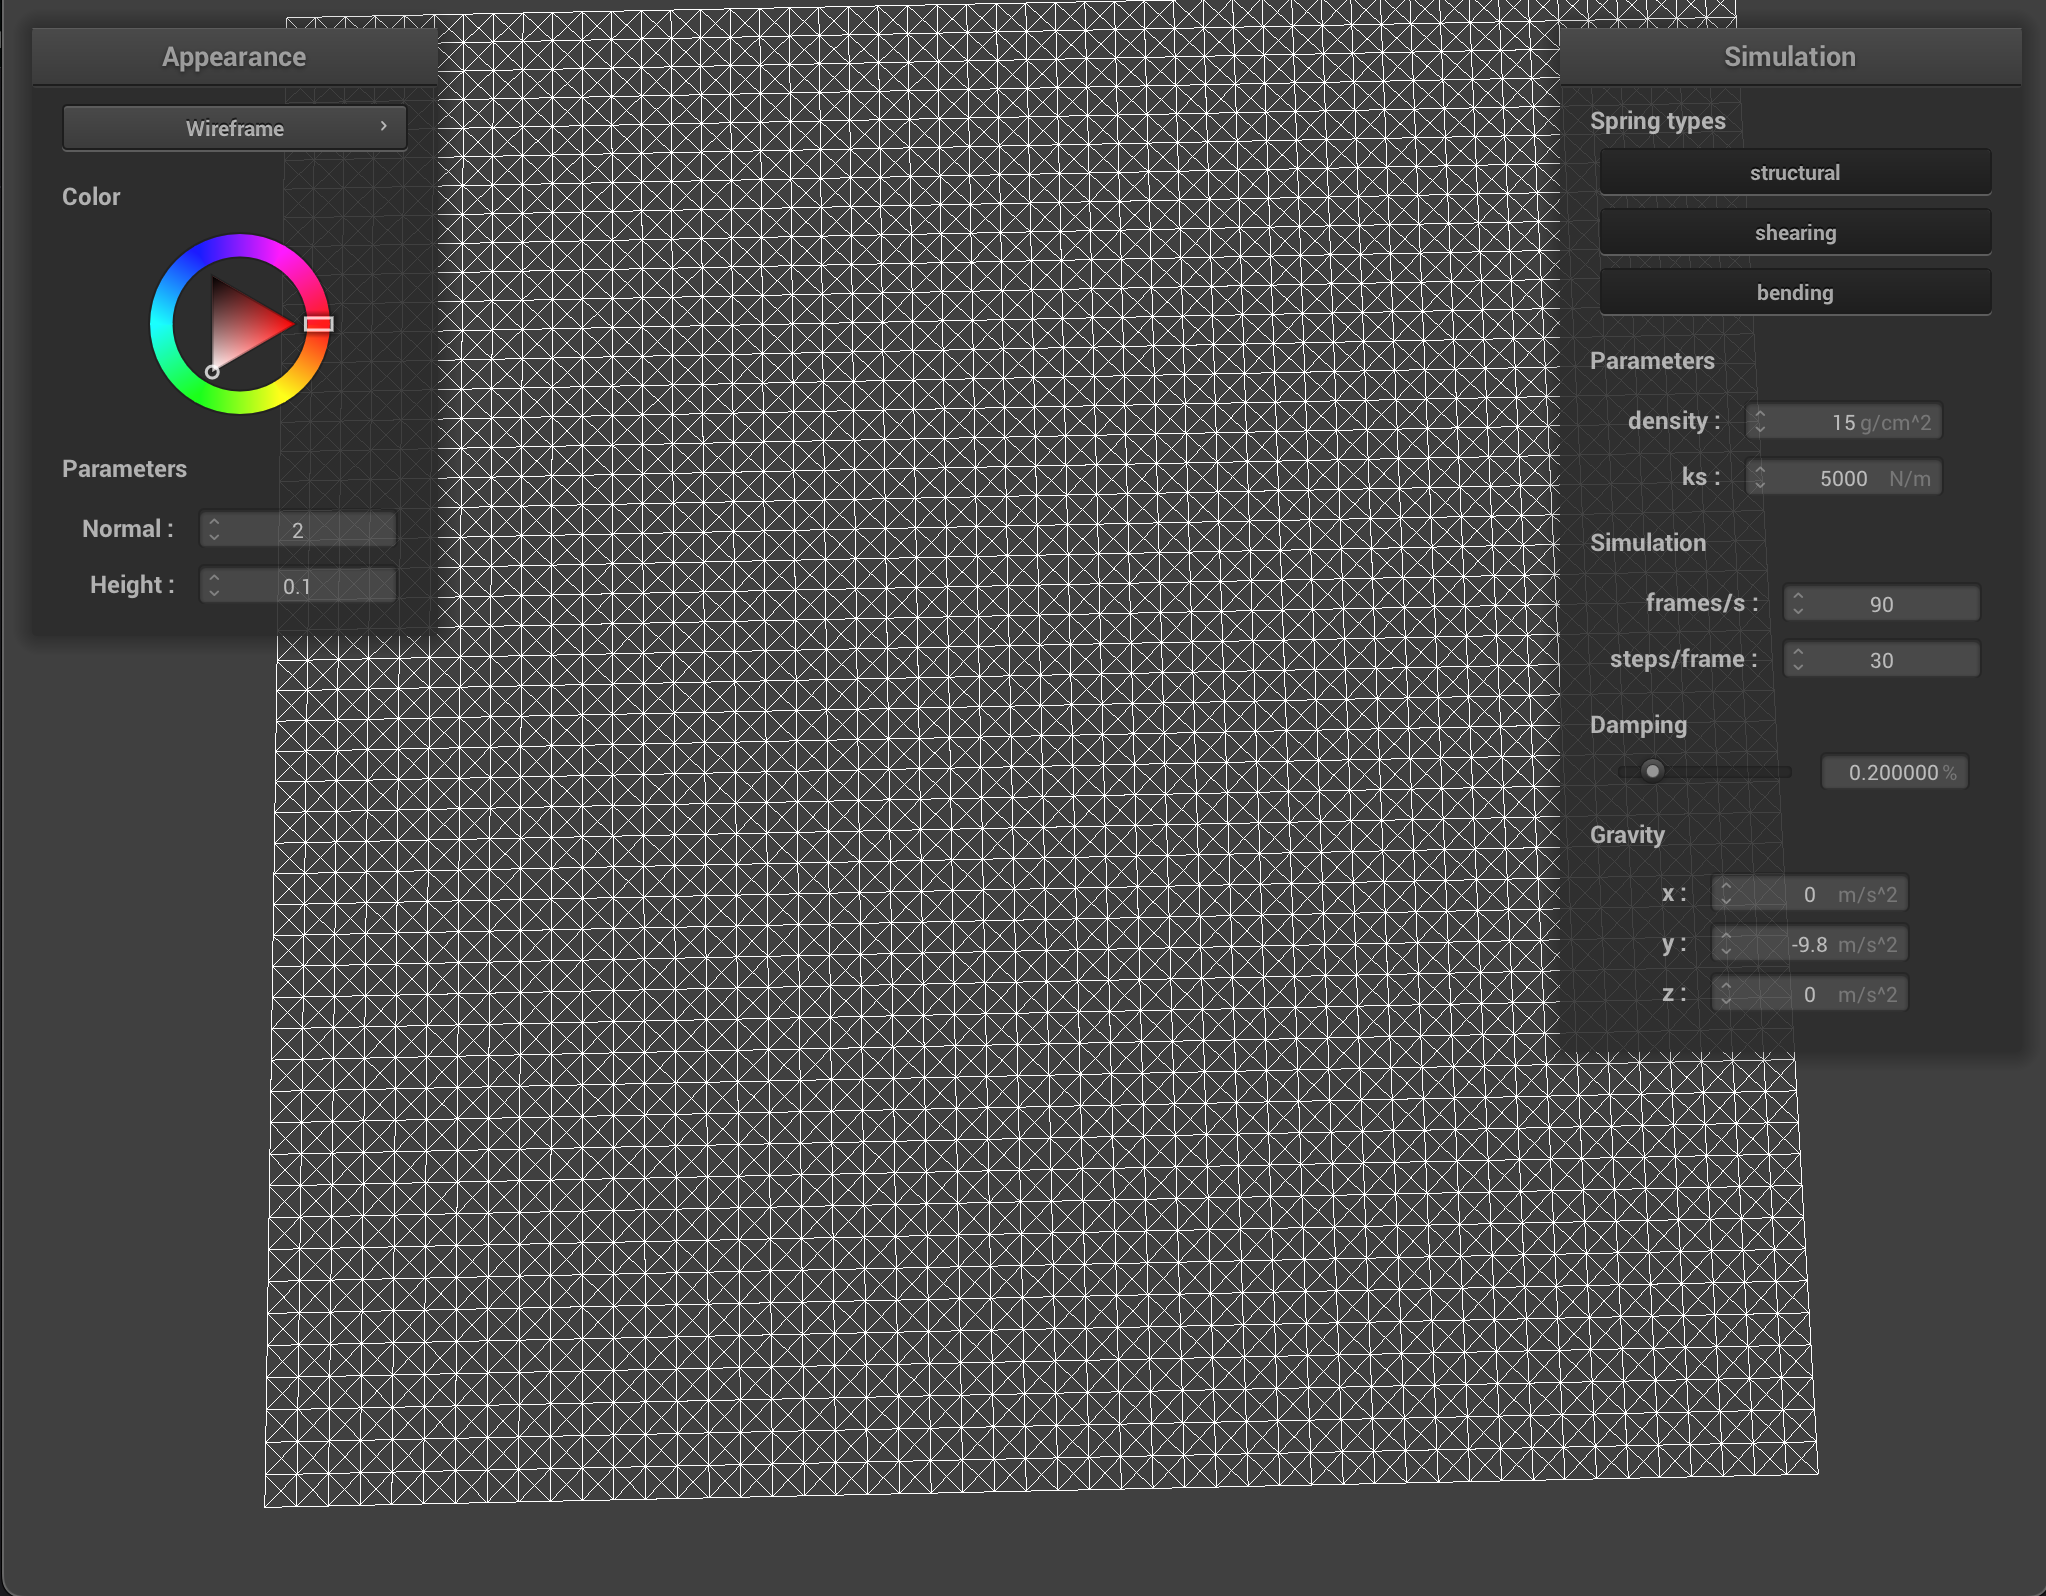 Appearance
Wireframe
Color
Parameters
Normal : 2
Height : 0.1
Simulation
Spring types
structural
shearing
bending
Parameters
density : 15 g/cm^2
ks : 5000 N/m
Simulation
frames/s : 90
steps/frame : 30
Damping
0.200000 %
Gravity
x : 0 m/s^2
y : -9.8 m/s^2
z : 0 m/s^2